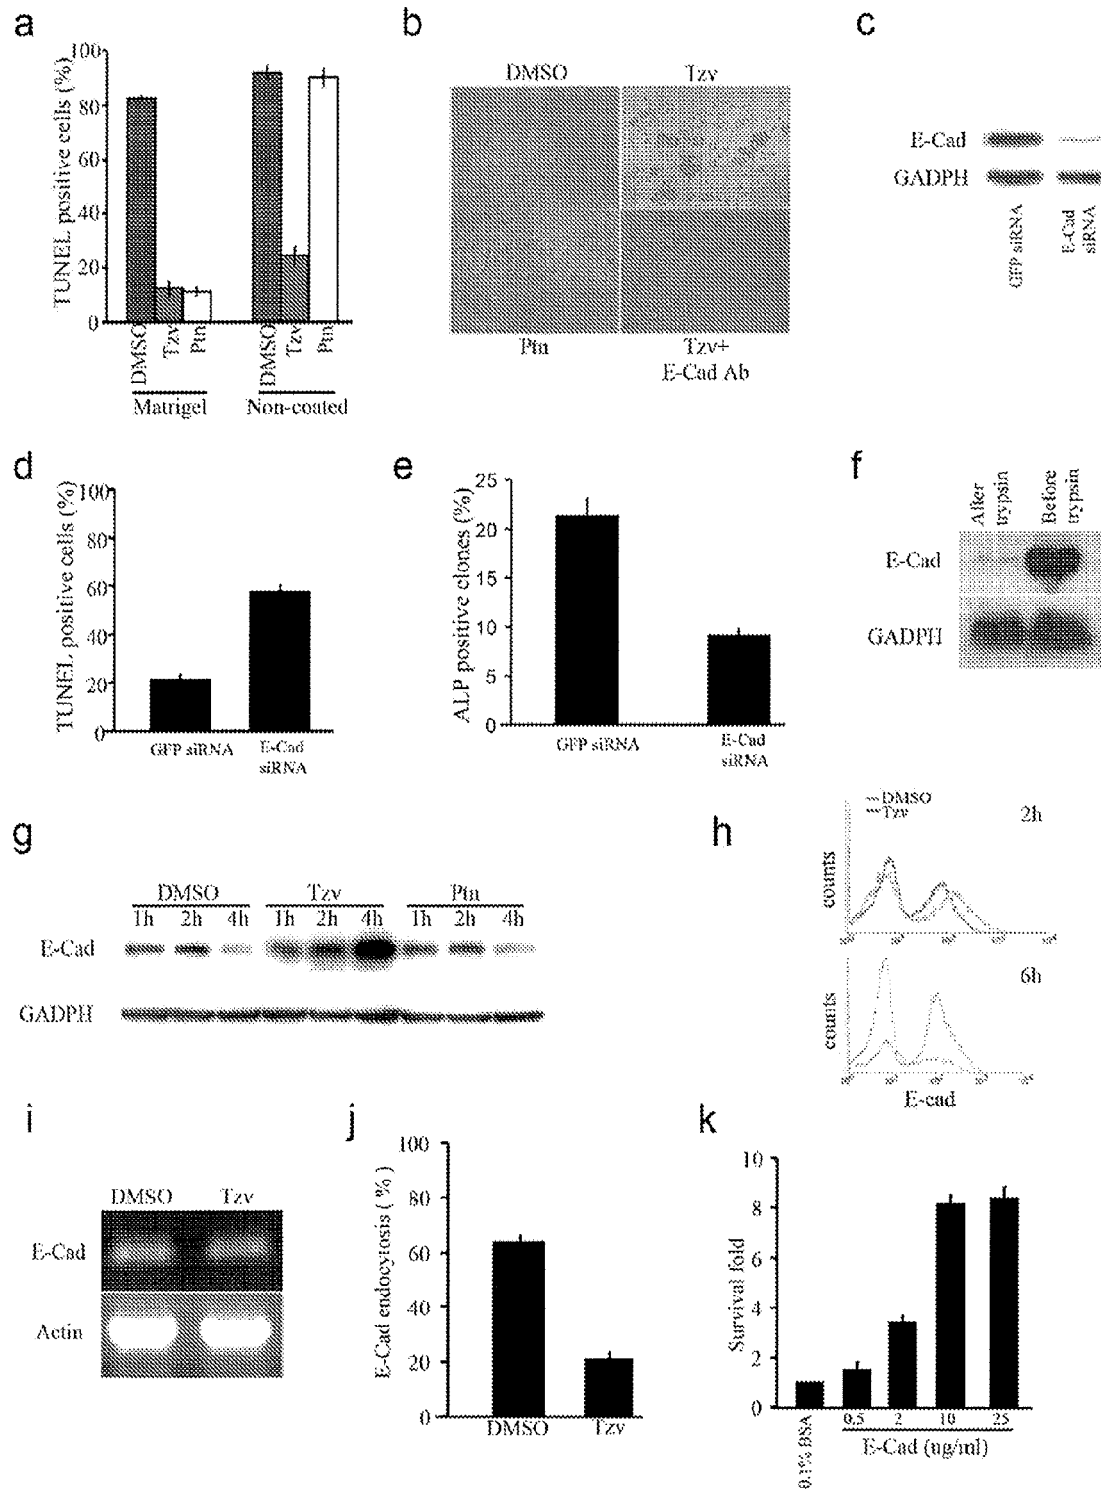 a
TUNEL positive cells (%)
100
80
60
40
20
0
DMSO
Tzv
Ptn
DMSO
Tzv
Ptn
Matrigel
Non-coated
b
DMSO
Tzv
Ptn
Tzv+
E-Cad Ab
c
E-Cad
GADPH
GFP siRNA
E-Cad
siRNA
d
TUNEL positive cells (%)
100
80
60
40
20
0
GFP siRNA
E-Cad
siRNA
e
ALP positive clones (%)
25
20
15
10
5
0
GFP siRNA
E-Cad
siRNA
f
After
trypsin
Before
trypsin
E-Cad
GADPH
g
DMSO Tzv Ptn
1h 2h 4h 1h 2h 4h 1h 2h 4h
E-Cad
GADPH
h
DMSO
Tzv
2h
counts
6h
counts
E-cad
i
DMSO Tzv
E-Cad
Actin
j
E-Cad endocytosis (%)
100
80
60
40
20
0
DMSO Tzv
k
Survival fold
10
8
6
4
2
0
0.1% BSA
0.5 2 10 25
E-Cad (ug/ml)